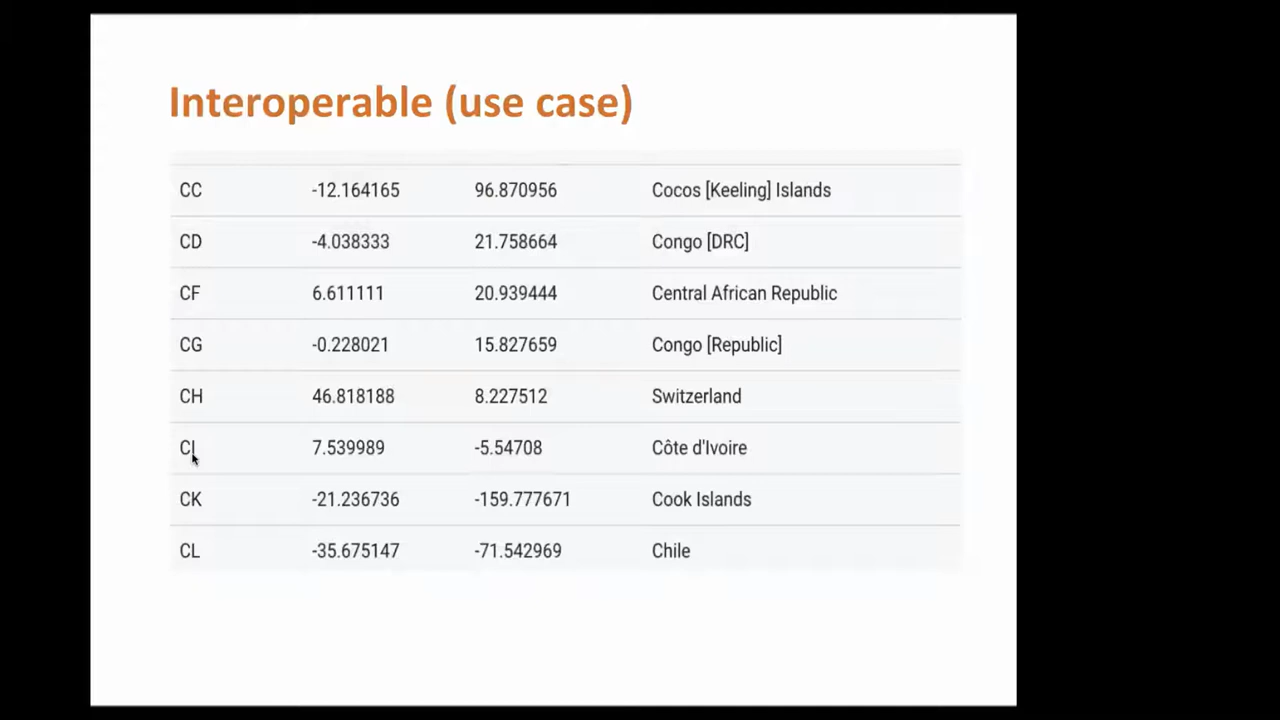 Interoperable (use case)
CC -12.164165 96.870956 Cocos [Keeling] Islands
CD -4.038333 21.758664 Congo [DRC]
CF 6.611111 20.939444 Central African Republic
CG -0.228021 15.827659 Congo [Republic]
CH 46.818188 8.227512 Switzerland
CI 7.539989 -5.54708 Côte d'Ivoire
CK -21.236736 -159.777671 Cook Islands
CL -35.675147 -71.542969 Chile